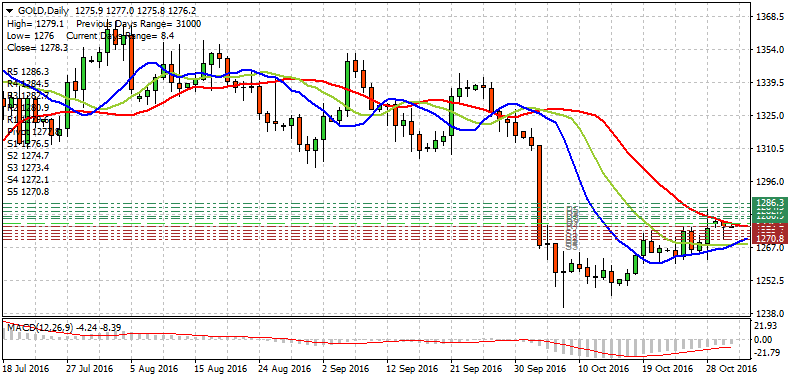 GOLD,Daily 1275.9 1277.0 1275.8 1276.2
High= 1279.1 Previous Days Range= 31000
Low= 1276 Current Days Range= 8.4
Close= 1278.3
R5 1286.3
R4 1284.5
R3
R1
Pivot
S1 1276.5
S2 1274.7
S3 1273.4
S4 1272.1
S5 1270.8
1368.5
1354.0
1339.5
1325.0
1310.5
1296.0
1286.3
1270.8
1267.0
1252.5
1238.0
MACD(12,26,9) -4.24 -8.39
21.93
0.00
-21.79
18 Jul 2016 27 Jul 2016 5 Aug 2016 15 Aug 2016 24 Aug 2016 2 Sep 2016 12 Sep 2016 21 Sep 2016 30 Sep 2016 10 Oct 2016 19 Oct 2016 28 Oct 2016